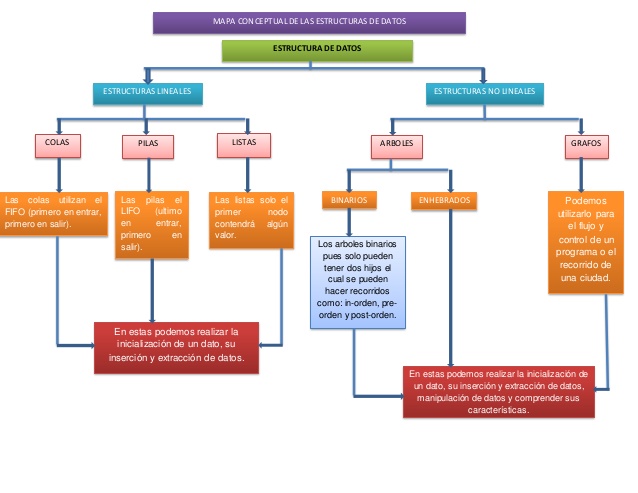 MAPA CONCEPTUAL DE LAS ESTRUCTURAS DE DATOS
ESTRUCTURA DE DATOS
ESTRUCTURAS LINEALES
ESTRUCTURAS NO LINEALES
COLAS
PILAS
LISTAS
ARBOLES
GRAFOS
Las colas utilizan el
FIFO (primero en entrar,
primero en salir).
Las pilas el
LIFO (ultimo
en entrar,
primero en
salir).
Las listas solo el
primer nodo
contendrá algún
valor.
BINARIOS
ENHEBRADOS
Podemos
utilizarlo para
el flujo y
control de un
programa o el
recorrido de
una ciudad.
Los arboles binarios
pues solo pueden
tener dos hijos el
cual se pueden
hacer recorridos
como: in-orden, pre-
orden y post-orden.
En estas podemos realizar la
inicialización de un dato, su
inserción y extracción de datos.
En estas podemos realizar la inicialización de
un dato, su inserción y extracción de datos,
manipulación de datos y comprender sus
características.